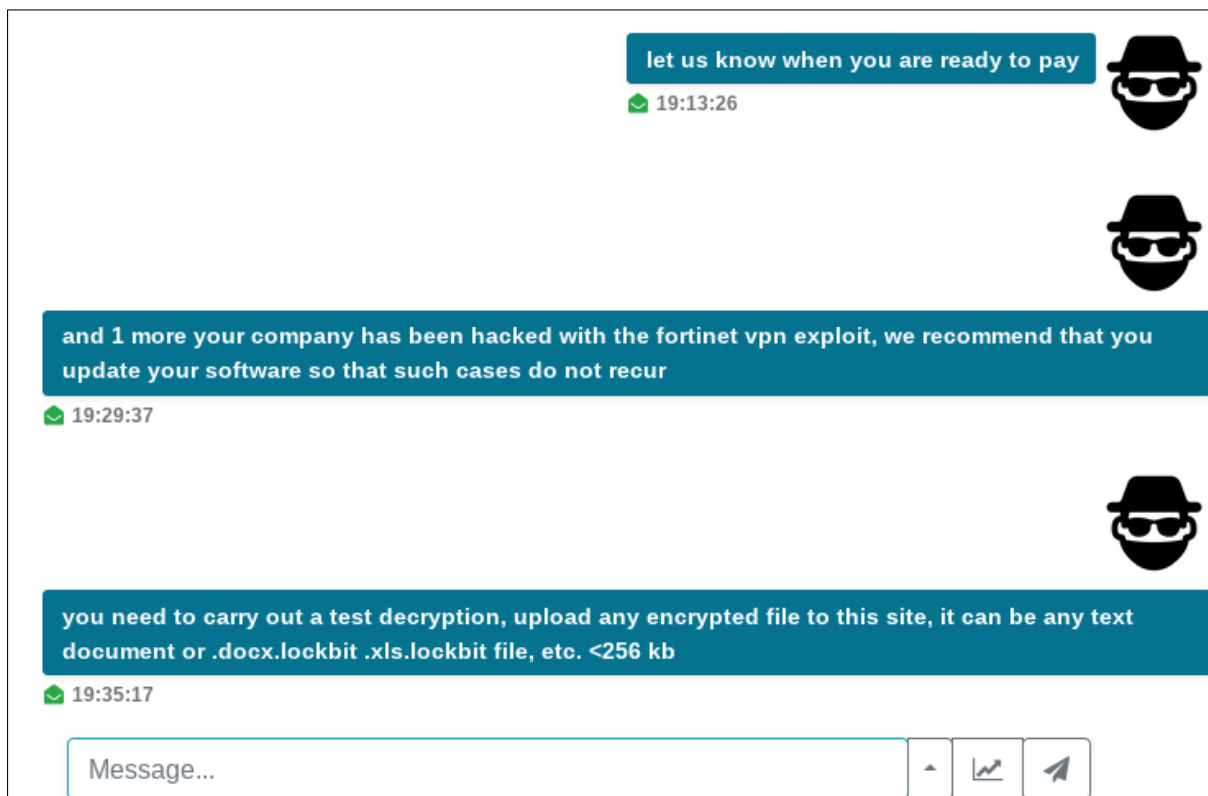 let us know when you are ready to pay
19:13:26
and 1 more your company has been hacked with the fortinet vpn exploit, we recommend that you
update your software so that such cases do not recur
19:29:37
you need to carry out a test decryption, upload any encrypted file to this site, it can be any text
document or .docx.lockbit .xls.lockbit file, etc. <256 kb
19:35:17
Message...